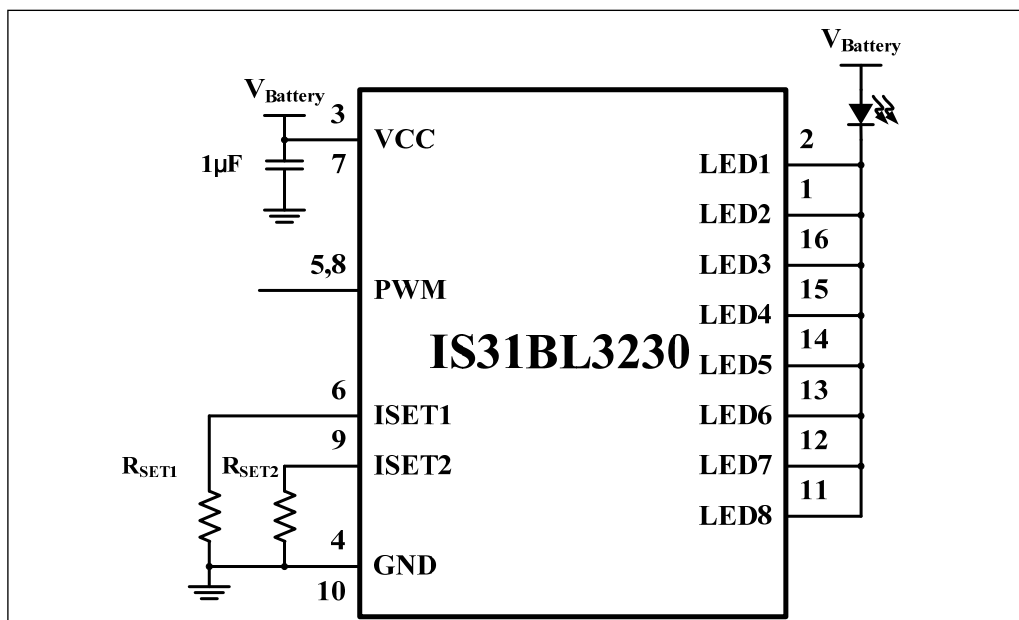 VBattery
VBattery
3
VCC
7
1µF
2
LED1
1
LED2
16
LED3
5,8
PWM
15
LED4
14
IS31BL3230
LED5
13
LED6
6
ISET1
12
LED7
9
ISET2
RSET1
RSET2
11
LED8
4
GND
10